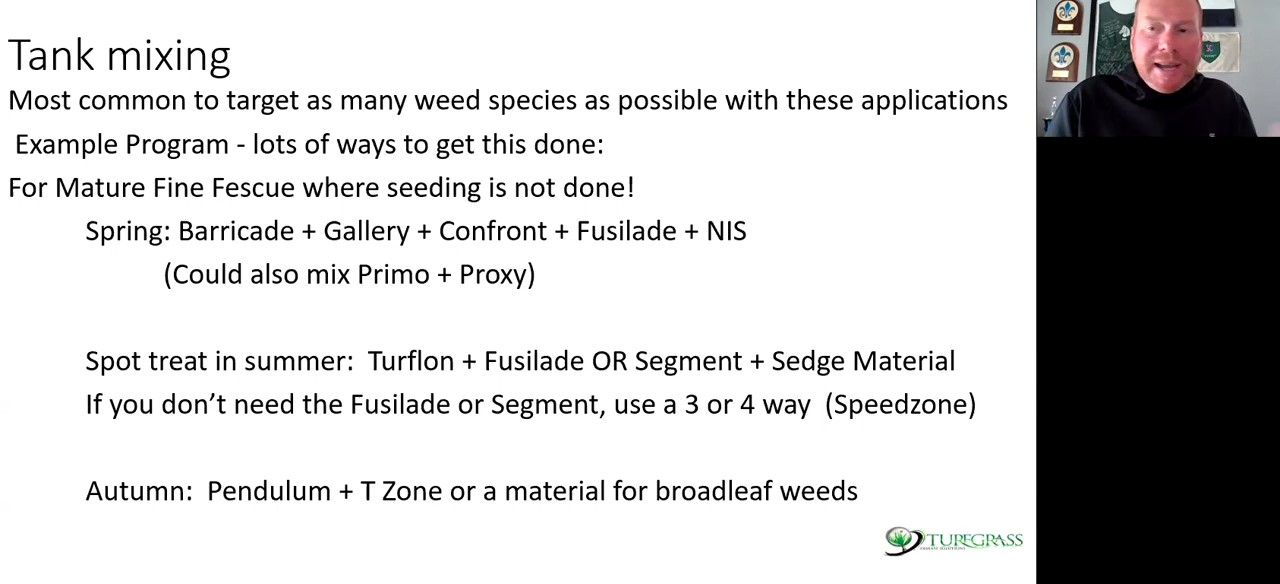 Tank mixing
Most common to target as many weed species as possible with these applications
Example Program - lots of ways to get this done:
For Mature Fine Fescue where seeding is not done!
Spring: Barricade + Gallery + Confront + Fusilade + NIS
(Could also mix Primo + Proxy)
Spot treat in summer: Turflon + Fusilade OR Segment + Sedge Material
If you don’t need the Fusilade or Segment, use a 3 or 4 way (Speedzone)
Autumn: Pendulum + T Zone or a material for broadleaf weeds
TURFGRASS